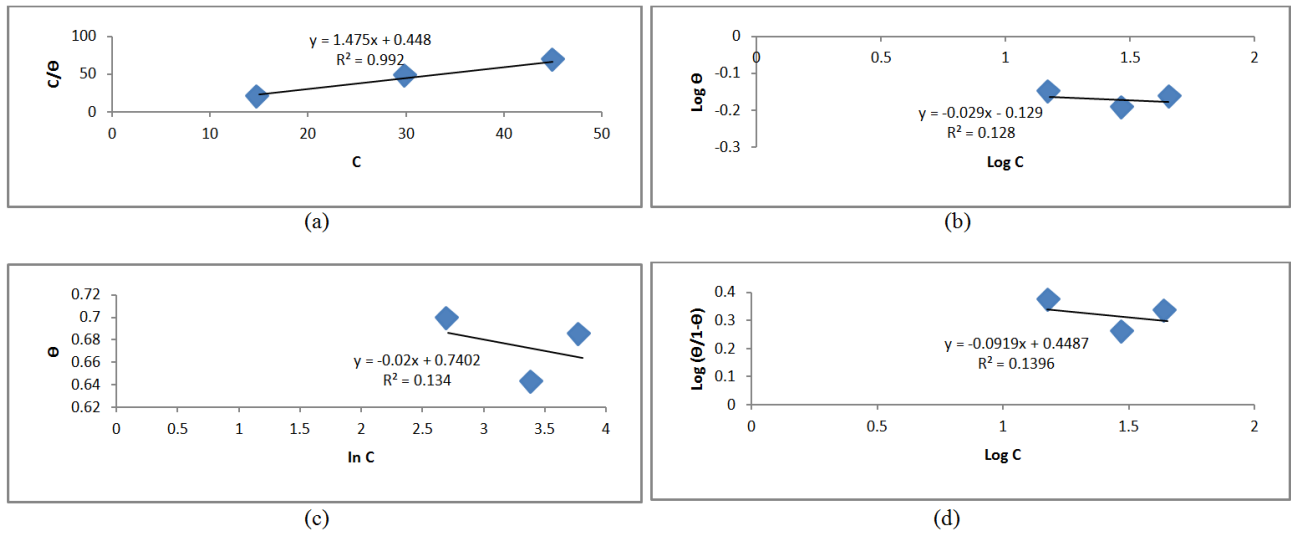 100
50
0
C/Ɵ
y = 1.475x + 0.448
R² = 0.992
0 10 20 30 40 50
C
(a)
0
-0.1
-0.2
-0.3
Log Ɵ
0 0.5 1 1.5 2
y = -0.029x - 0.129
R² = 0.128
Log C
(b)
0.72
0.7
0.68
0.66
0.64
0.62
Ɵ
y = -0.02x + 0.7402
R² = 0.134
0 0.5 1 1.5 2 2.5 3 3.5 4
ln C
(c)
0.4
0.3
0.2
0.1
0
Log (Ɵ/1-Ɵ)
y = -0.0919x + 0.4487
R² = 0.1396
0 0.5 1 1.5 2
Log C
(d)